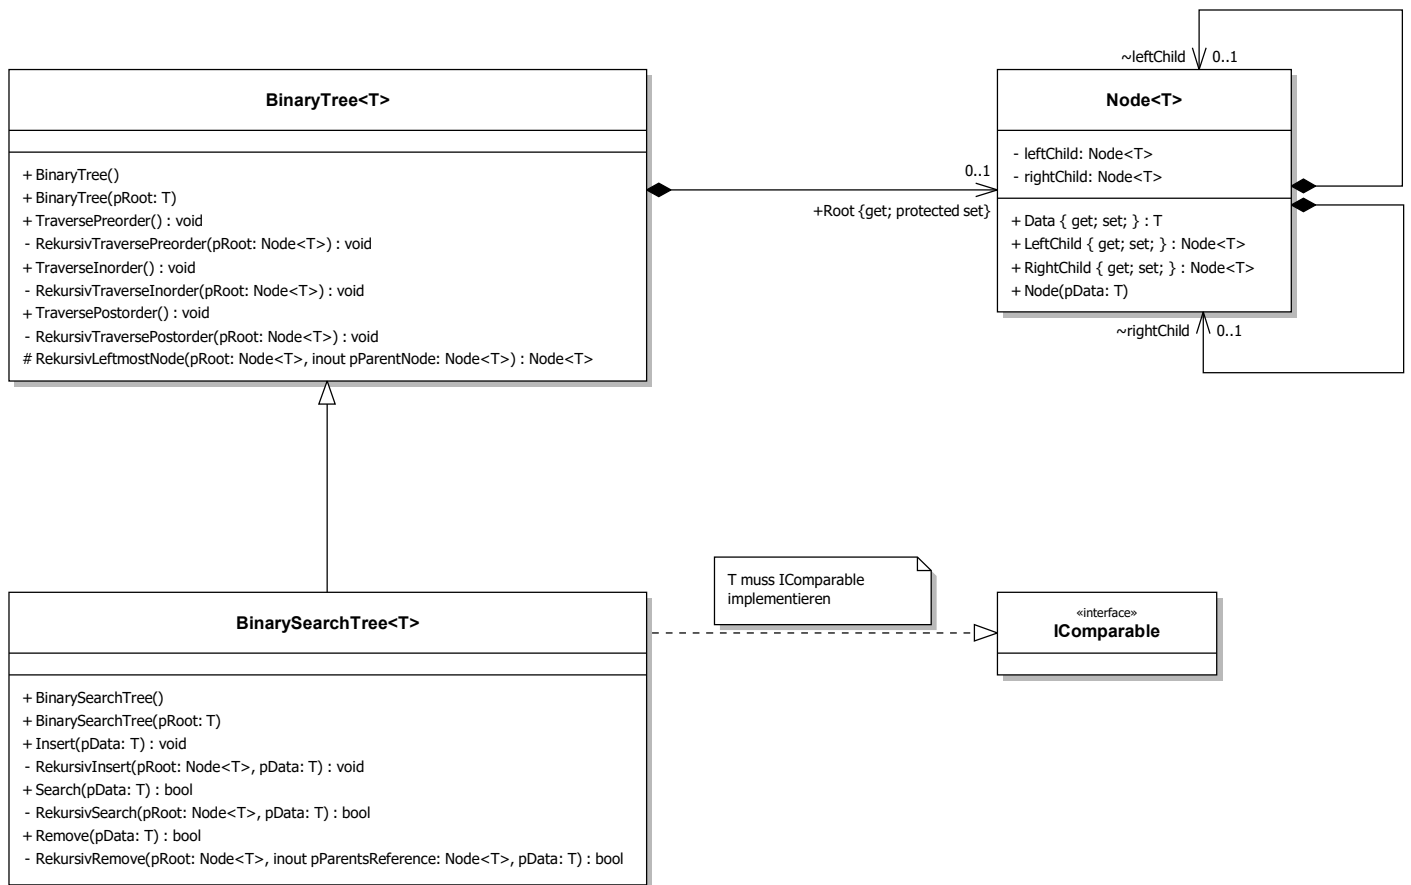 ~leftChild
0..1
BinaryTree<T>
Node<T>
- leftChild: Node<T>
- rightChild: Node<T>
+ BinaryTree()
+ BinaryTree(pRoot: T)
+ TraversePreorder() : void
- RekursivTraversePreorder(pRoot: Node<T>) : void
+ TraverseInorder() : void
- RekursivTraverseInorder(pRoot: Node<T>) : void
+ TraversePostorder() : void
- RekursivTraversePostorder(pRoot: Node<T>) : void
# RekursivLeftmostNode(pRoot: Node<T>, inout pParentNode: Node<T>) : Node<T>
0..1
+Root {get; protected set}
+ Data { get; set; } : T
+ LeftChild { get; set; } : Node<T>
+ RightChild { get; set; } : Node<T>
+ Node(pData: T)
~rightChild
0..1
T muss IComparable
implementieren
BinarySearchTree<T>
«interface»
IComparable
+ BinarySearchTree()
+ BinarySearchTree(pRoot: T)
+ Insert(pData: T) : void
- RekursivInsert(pRoot: Node<T>, pData: T) : void
+ Search(pData: T) : bool
- RekursivSearch(pRoot: Node<T>, pData: T) : bool
+ Remove(pData: T) : bool
- RekursivRemove(pRoot: Node<T>, inout pParentsReference: Node<T>, pData: T) : bool